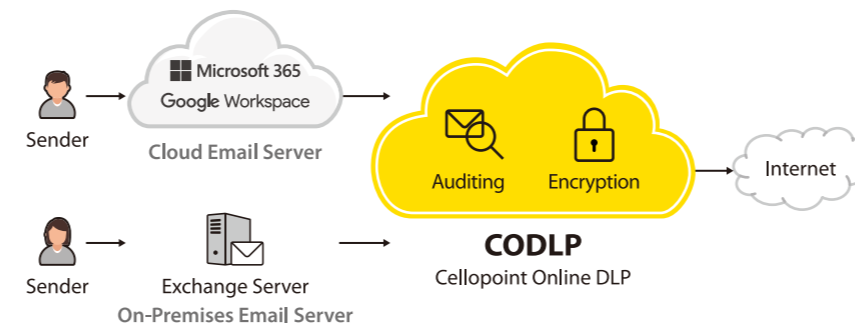 Microsoft 365
Google Workspace
Sender
Cloud Email Server
Auditing
Encryption
Internet
CODLP
Cellopoint Online DLP
Sender
Exchange Server
On-Premises Email Server